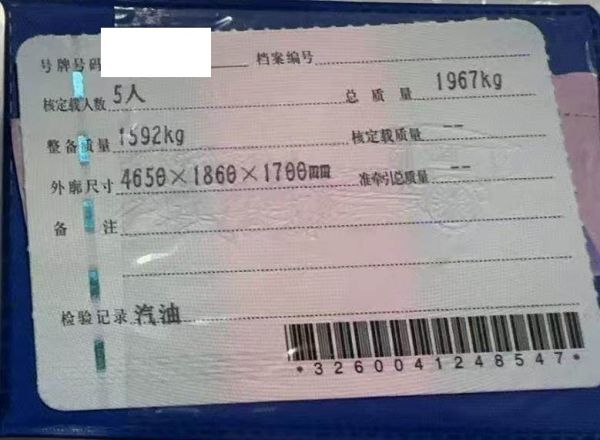 号牌号码 档案编号
核定载人数 5人 总质量 1967kg
整备质量 1592kg 核定载质量 --
外廓尺寸 4650×1860×1700mm 准牵引总质量 --
备注
检验记录 汽油
*3260041248547*